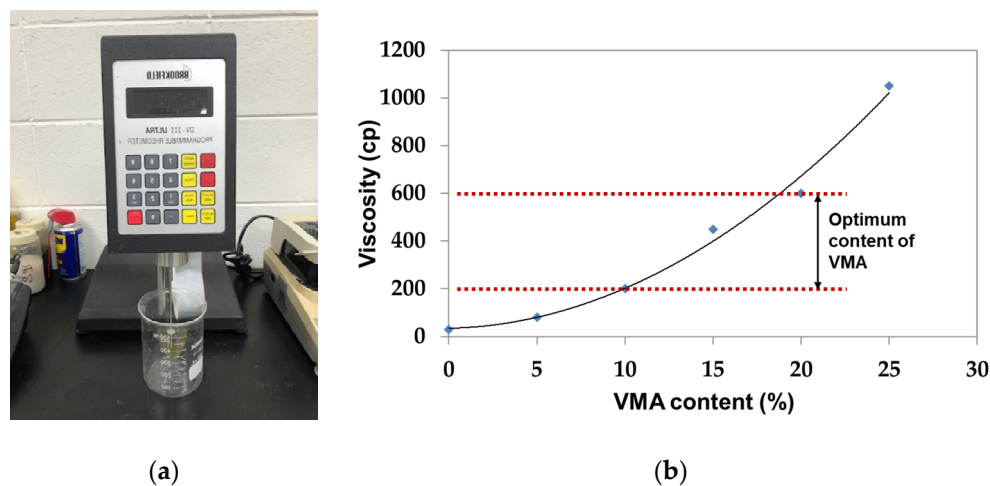 BROOKFIELD
DV-III ULTRA
PROGRAMMABLE RHEOMETER
(a)
1200
1000
800
600
400
200
0
Viscosity (cp)
Optimum
content of
VMA
0 5 10 15 20 25 30
VMA content (%)
(b)